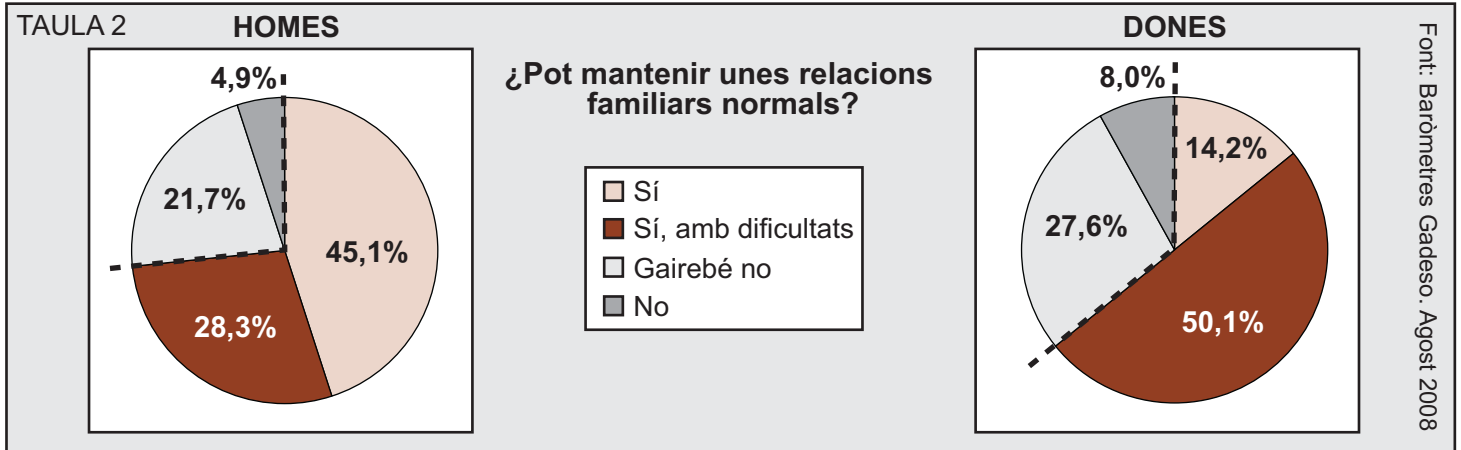 TAULA 2
HOMES
4,9%
21,7%
45,1%
28,3%
¿Pot mantenir unes relacions
familiars normals?
Sí
Sí, amb dificultats
Gairebé no
No
DONES
8,0%
14,2%
27,6%
50,1%
Font: Baròmetres Gadeso. Agost 2008